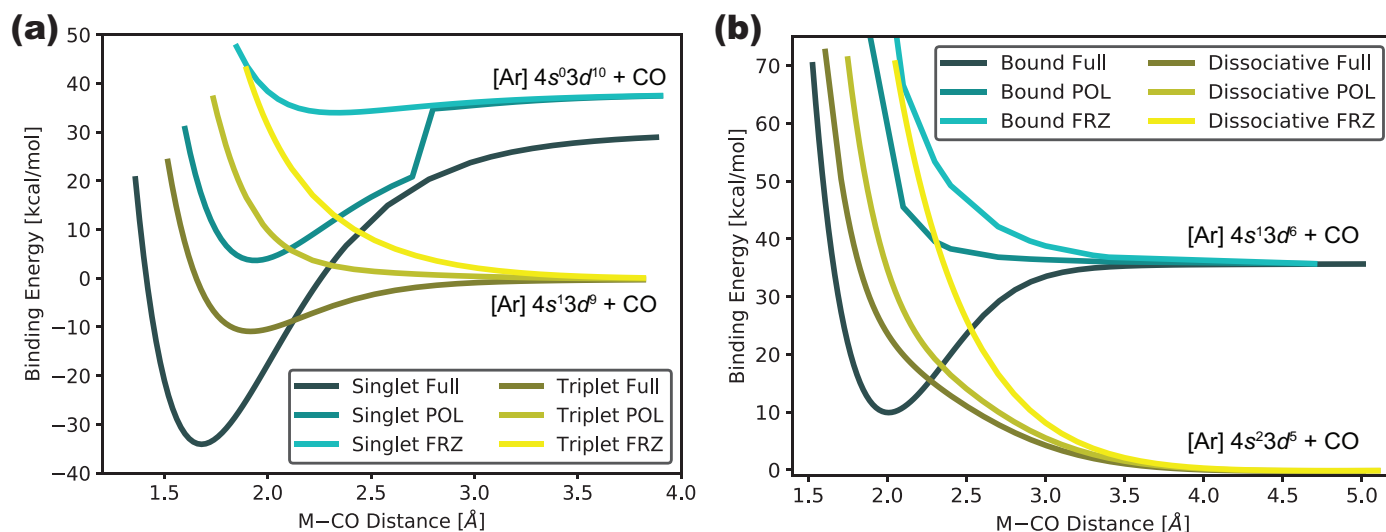 (a)
Binding Energy [kcal/mol]
50
40
30
20
10
0
−10
−20
−30
−40
[Ar] 4s⁰3d¹⁰ + CO
[Ar] 4s¹3d⁹ + CO
Singlet Full
Singlet POL
Singlet FRZ
Triplet Full
Triplet POL
Triplet FRZ
1.5 2.0 2.5 3.0 3.5 4.0
M−CO Distance [Å]
(b)
Binding Energy [kcal/mol]
70
60
50
40
30
20
10
0
Bound Full
Bound POL
Bound FRZ
Dissociative Full
Dissociative POL
Dissociative FRZ
[Ar] 4s¹3d⁶ + CO
[Ar] 4s²3d⁵ + CO
1.5 2.0 2.5 3.0 3.5 4.0 4.5 5.0
M−CO Distance [Å]